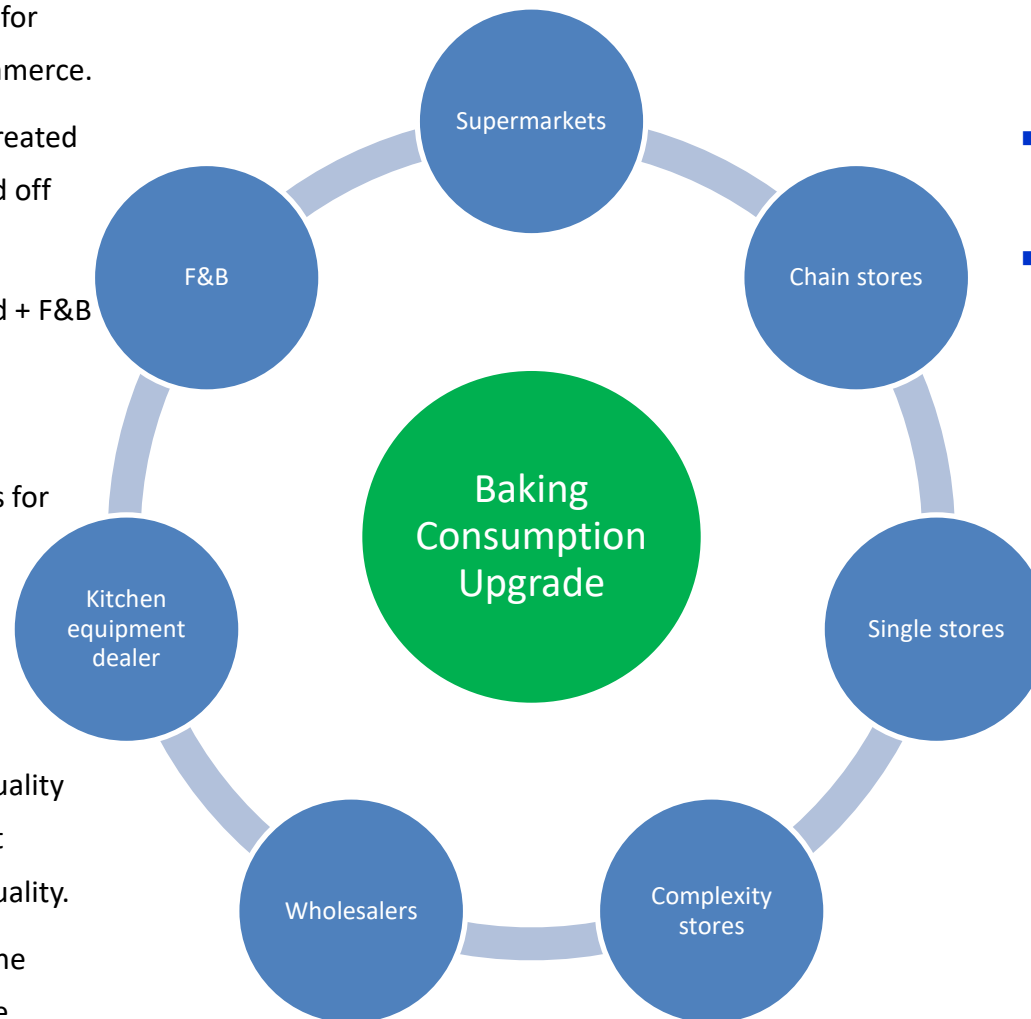 for
nmerce.
reated
d off
d + F&B
s for
uality
t
uality.
ne
e
Supermarkets
Chain stores
Single stores
Complexity
stores
Wholesalers
Kitchen
equipment
dealer
F&B
Baking
Consumption
Upgrade